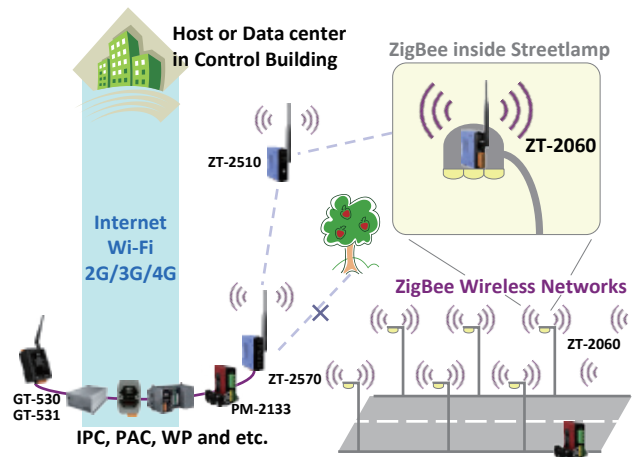 Host or Data center
in Control Building
ZigBee inside Streetlamp
ZT-2060
ZT-2510
Internet
Wi-Fi
2G/3G/4G
ZigBee Wireless Networks
ZT-2060
ZT-2570
GT-530
GT-531
PM-2133
IPC, PAC, WP and etc.